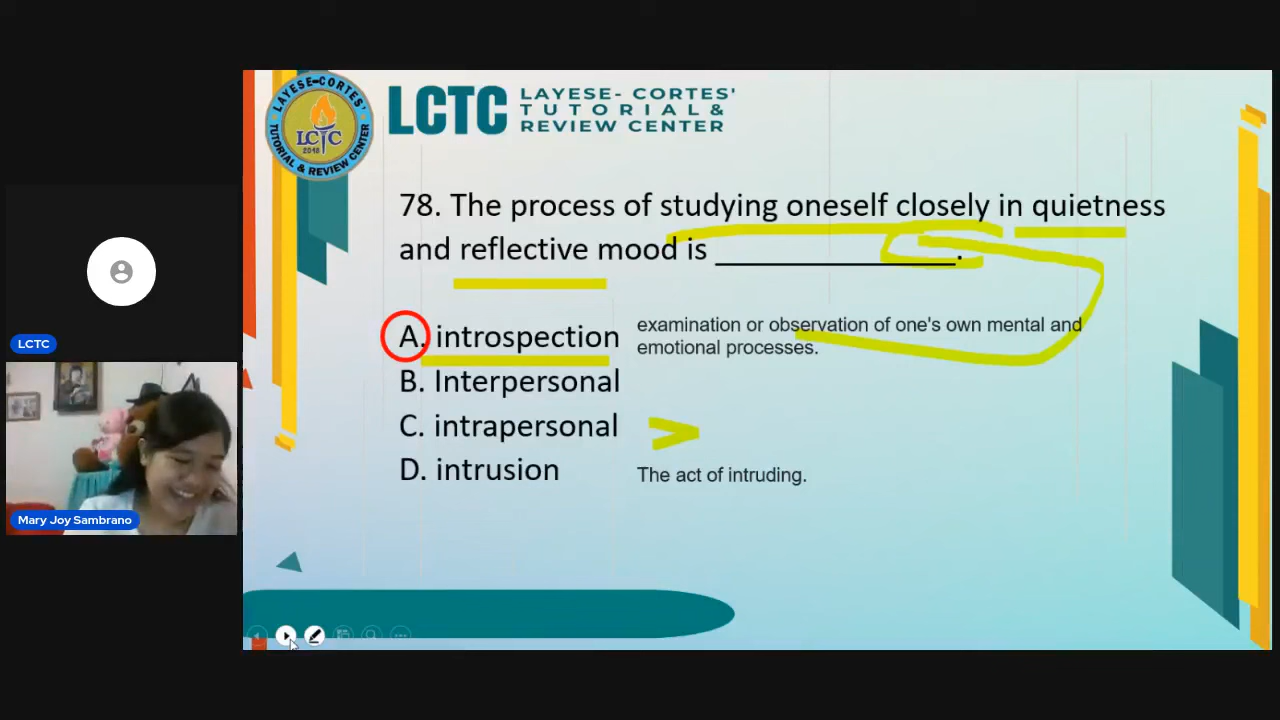 LAYESE-CORTES'
LCTC
2018
TUTORIAL & REVIEW CENTER
LCTC
LAYESE- CORTES'
TUTORIAL &
REVIEW CENTER
78. The process of studying oneself closely in quietness
and reflective mood is ____________________.
A. introspection
examination or observation of one's own mental and
emotional processes.
B. Interpersonal
C. intrapersonal
D. intrusion
The act of intruding.
LCTC
Mary Joy Sambrano